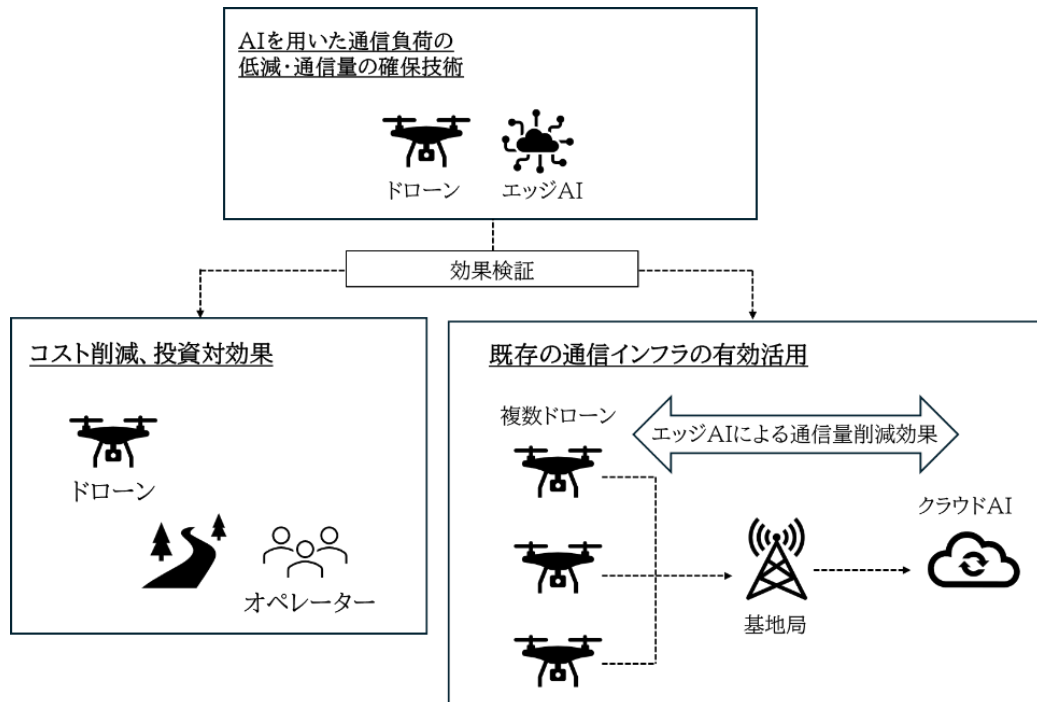 AIを用いた通信負荷の
低減・通信量の確保技術
ドローン
エッジAI
効果検証
コスト削減、投資対効果
ドローン
オペレーター
既存の通信インフラの有効活用
複数ドローン
エッジAIによる通信量削減効果
クラウドAI
基地局